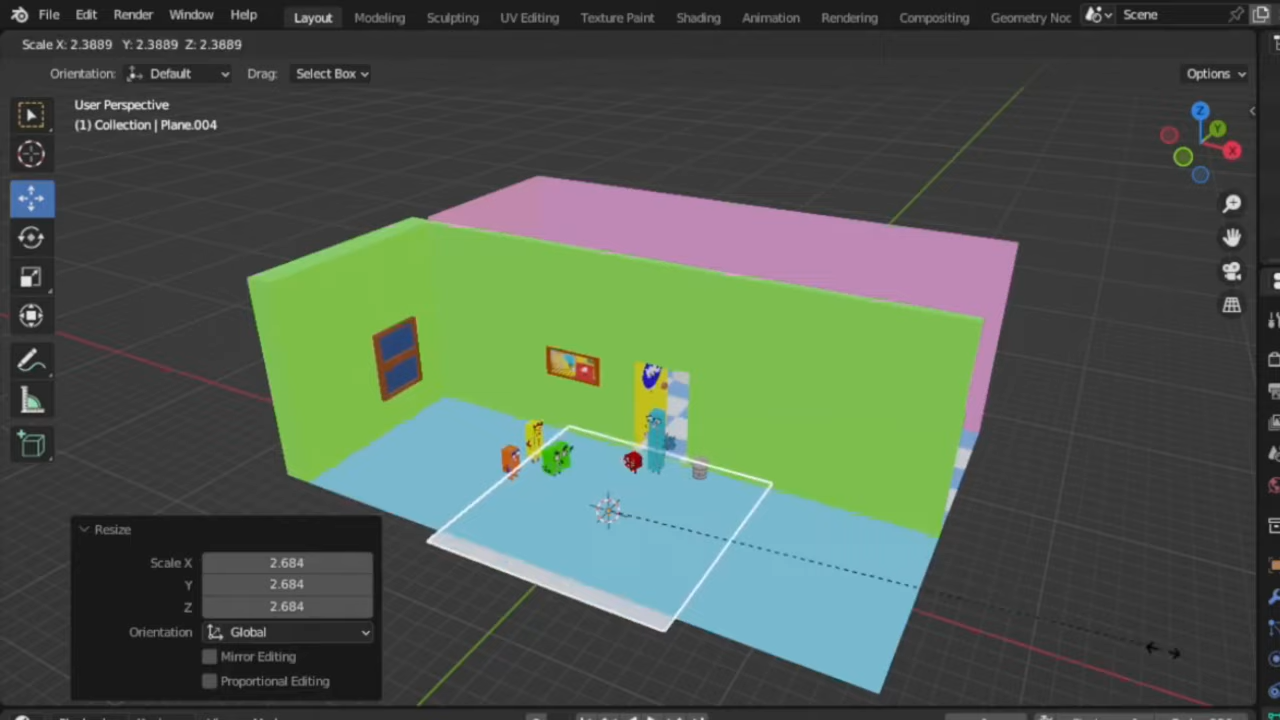 File Edit Render Window Help Layout Modeling Sculpting UV Editing Texture Paint Shading Animation Rendering Compositing Geometry Noc Scene
Scale X: 2.3889 Y: 2.3889 Z: 2.3889
Orientation: Default Drag: Select Box Options
User Perspective
(1) Collection | Plane.004
Z
Y
X
Resize
Scale X 2.684
Y 2.684
Z 2.684
Orientation Global
Mirror Editing
Proportional Editing